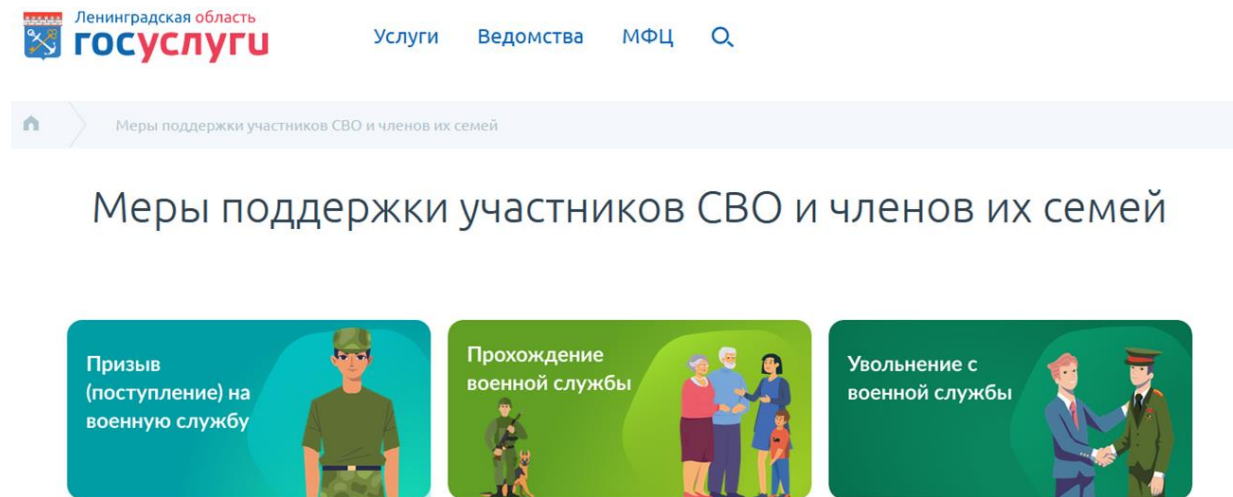 Ленинградская область
госуслуги
Услуги Ведомства МФЦ
Меры поддержки участников СВО и членов их семей
Меры поддержки участников СВО и членов их семей
Призыв
(поступление) на
военную службу
Прохождение
военной службы
Увольнение с
военной службы